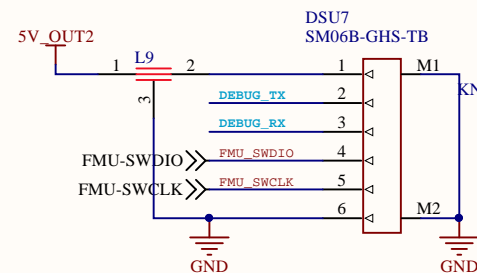 DSU7
5V_OUT2
SM06B-GHS-TB
L9
1
2
1
M1
KN
3
DEBUG_TX
2
DEBUG_RX
3
FMU-SWDIO
FMU_SWDIO
4
FMU-SWCLK
FMU_SWCLK
5
6
M2
GND
GND